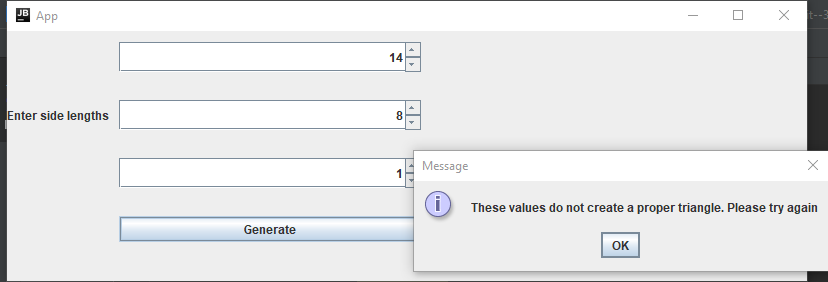 JB
App
14
Enter side lengths
8
1
Generate
Message
These values do not create a proper triangle. Please try again
OK